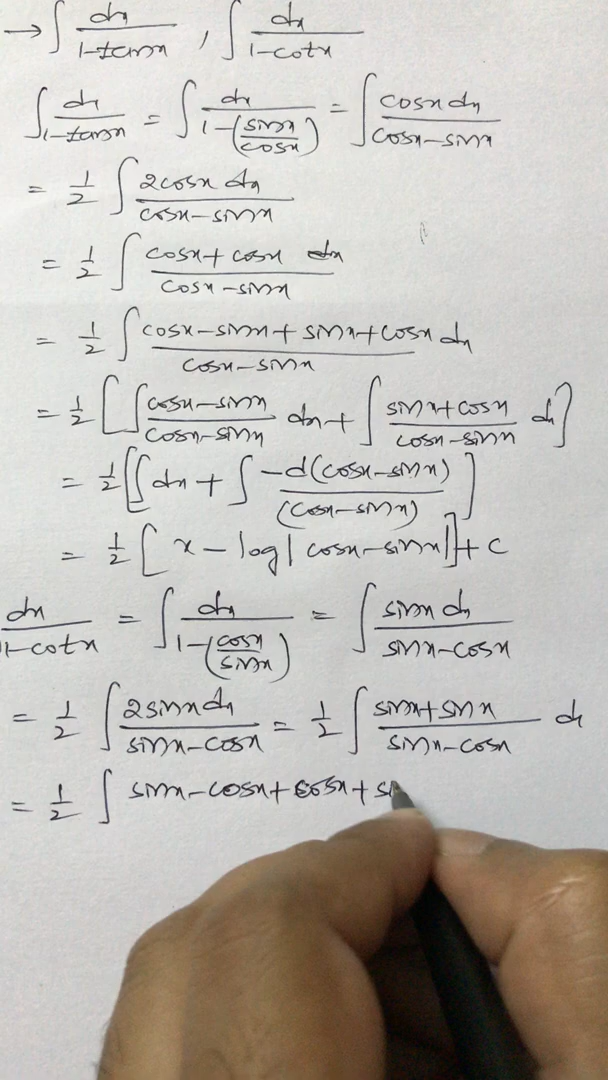 → ∫ dx/(1-tanx) , ∫ dx/(1-cotx)
∫ dx/(1-tanx) = ∫ dx/(1-(sinx/cosx)) = ∫ cosx dx/(cosx-sinx)
= 1/2 ∫ 2cosx dx/(cosx-sinx)
= 1/2 ∫ (cosx+cosx)/(cosx-sinx) dx
= 1/2 ∫ (cosx-sinx+sinx+cosx)/(cosx-sinx) dx
= 1/2 [ ∫ (cosx-sinx)/(cosx-sinx) dx + ∫ (sinx+cosx)/(cosx-sinx) dx ]
= 1/2 [ ∫ dx + ∫ -d(cosx-sinx)/(cosx-sinx) ]
= 1/2 [ x - log|cosx-sinx| ] + c
dx/(1-cotx) = ∫ dx/(1-(cosx/sinx)) = ∫ sinx dx/(sinx-cosx)
= 1/2 ∫ 2sinx dx/(sinx-cosx) = 1/2 ∫ (sinx+sinx)/(sinx-cosx) dx
= 1/2 ∫ sinx-cosx+cosx+si